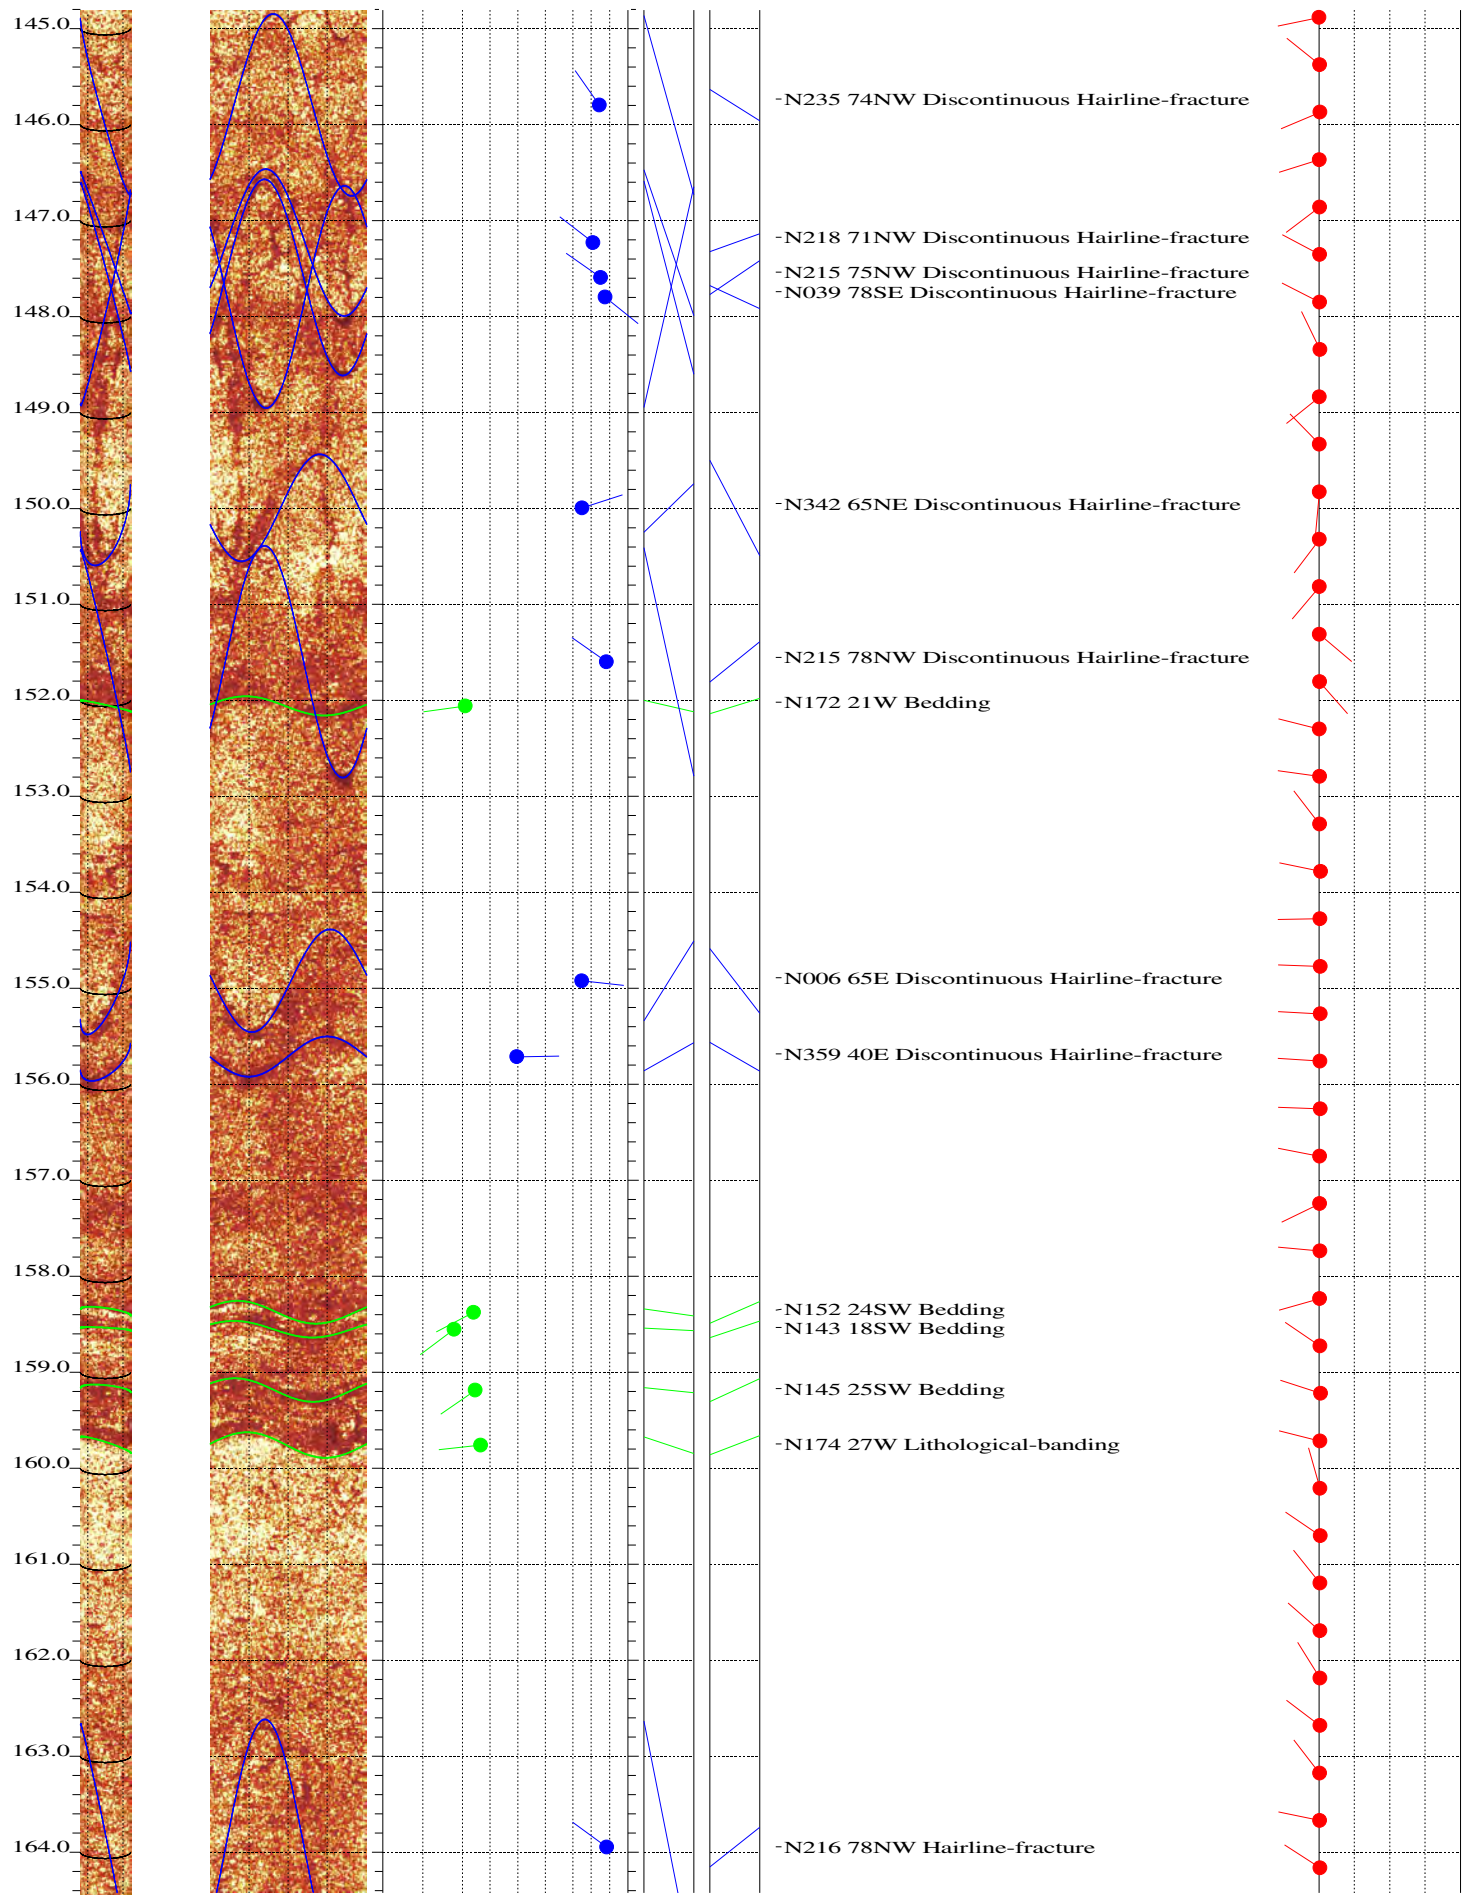 145.0
-N235 74NW Discontinuous Hairline-fracture
146.0
147.0
-N218 71NW Discontinuous Hairline-fracture
-N215 75NW Discontinuous Hairline-fracture
-N039 78SE Discontinuous Hairline-fracture
148.0
149.0
150.0
-N342 65NE Discontinuous Hairline-fracture
151.0
-N215 78NW Discontinuous Hairline-fracture
152.0
-N172 21W Bedding
153.0
154.0
155.0
-N006 65E Discontinuous Hairline-fracture
-N359 40E Discontinuous Hairline-fracture
156.0
157.0
158.0
-N152 24SW Bedding
-N143 18SW Bedding
159.0
-N145 25SW Bedding
-N174 27W Lithological-banding
160.0
161.0
162.0
163.0
164.0
-N216 78NW Hairline-fracture